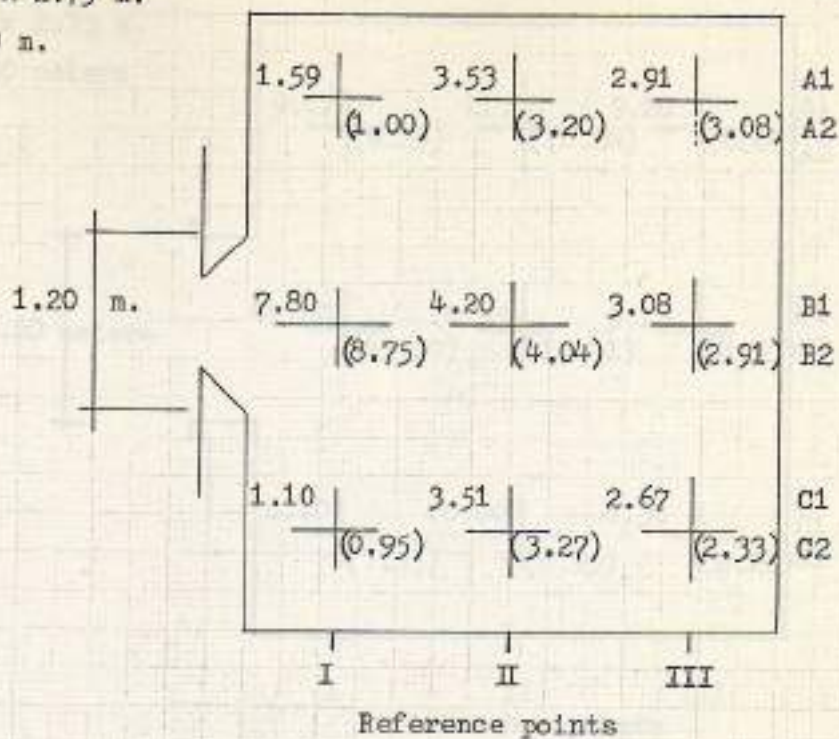 m.
1.59 3.53 2.91 A1
(1.00) (3.20) (3.08) A2
1.20 m. 7.80 4.20 3.08 B1
(8.75) (4.04) (2.91) B2
1.10 3.51 2.67 C1
(0.95) (3.27) (2.33) C2
I II III
Reference points